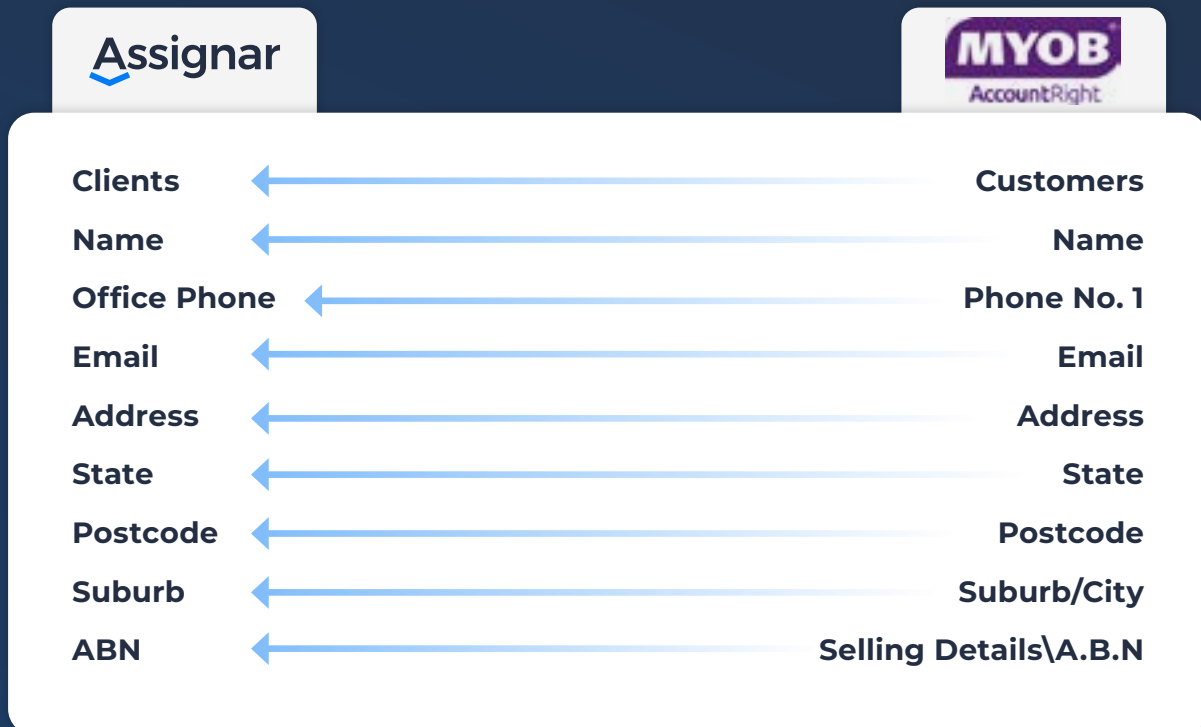 Assignar
MYOB
AccountRight
Clients Customers
Name Name
Office Phone Phone No. 1
Email Email
Address Address
State State
Postcode Postcode
Suburb Suburb/City
ABN Selling Details\A.B.N